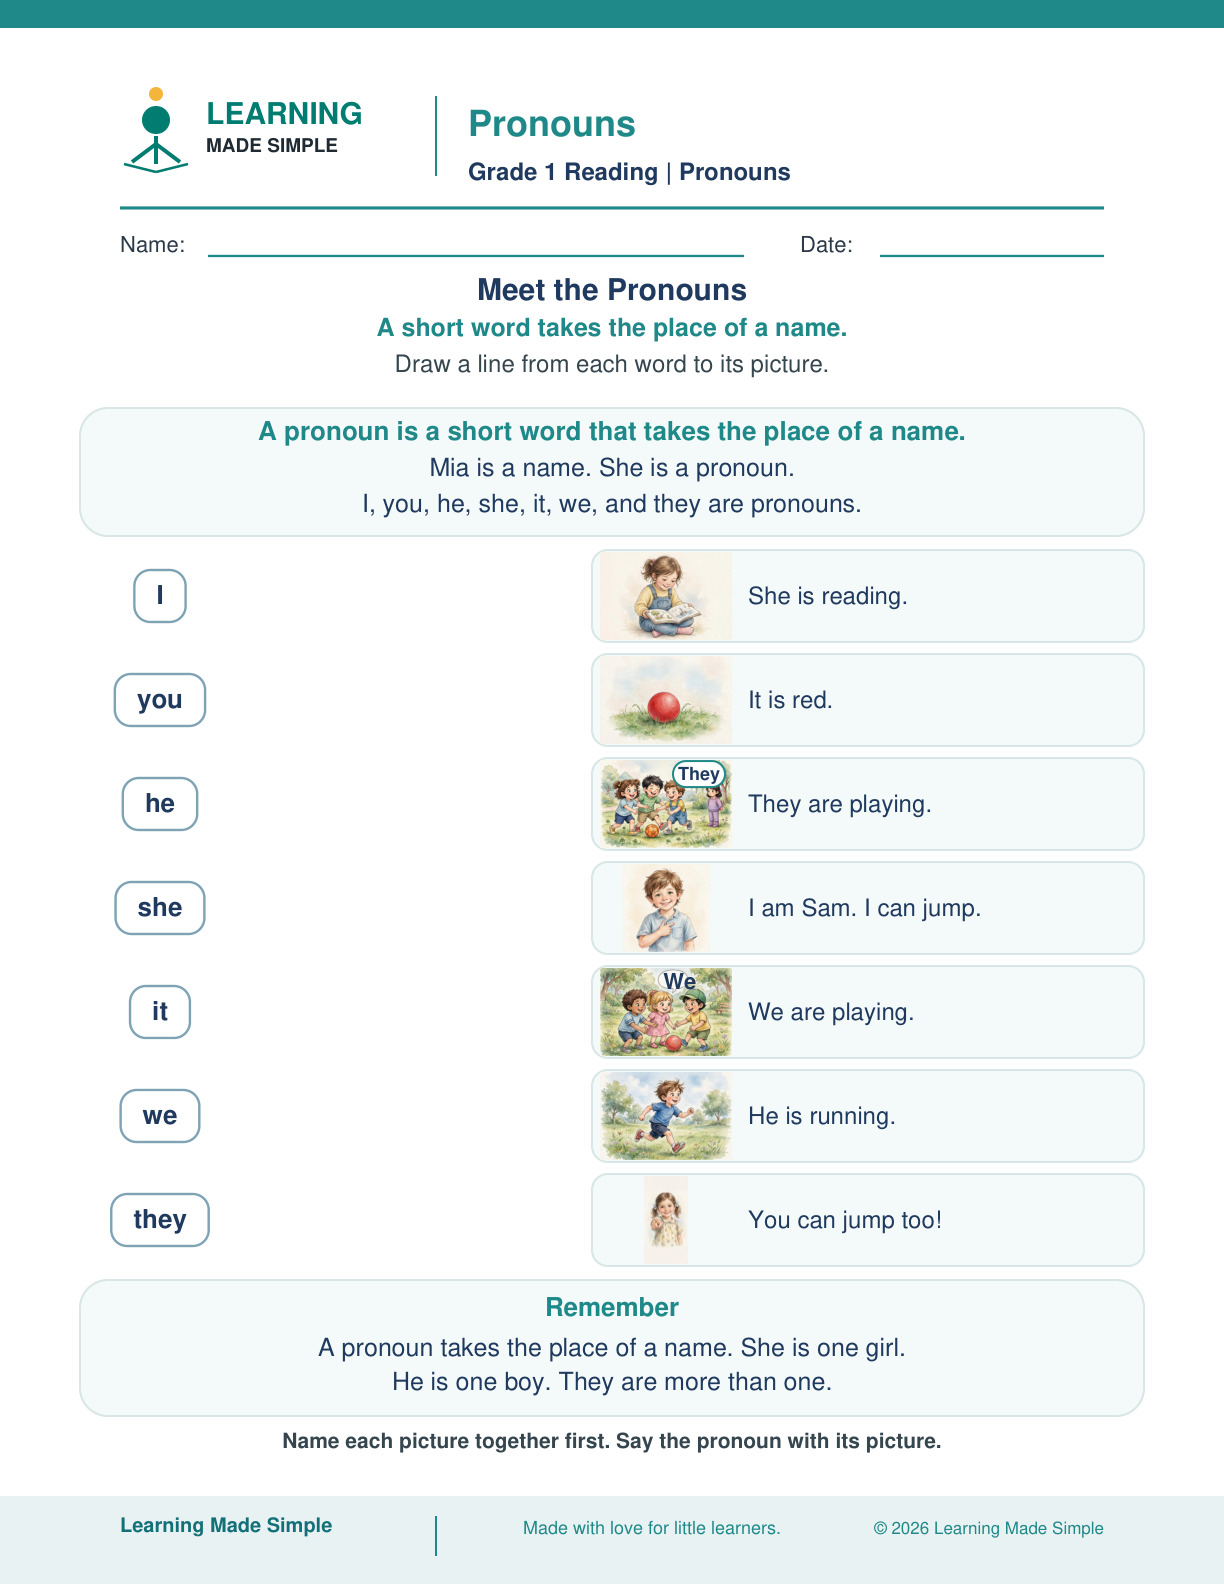 LEARNING
MADE SIMPLE
Pronouns
Grade 1 Reading | Pronouns
Name:
Date:
Meet the Pronouns
A short word takes the place of a name.
Draw a line from each word to its picture.
A pronoun is a short word that takes the place of a name.
Mia is a name. She is a pronoun.
I, you, he, she, it, we, and they are pronouns.
I
She is reading.
you
It is red.
he
They
They are playing.
she
I am Sam. I can jump.
it
We
We are playing.
we
He is running.
they
You can jump too!
Remember
A pronoun takes the place of a name. She is one girl.
He is one boy. They are more than one.
Name each picture together first. Say the pronoun with its picture.
Learning Made Simple
Made with love for little learners.
© 2026 Learning Made Simple